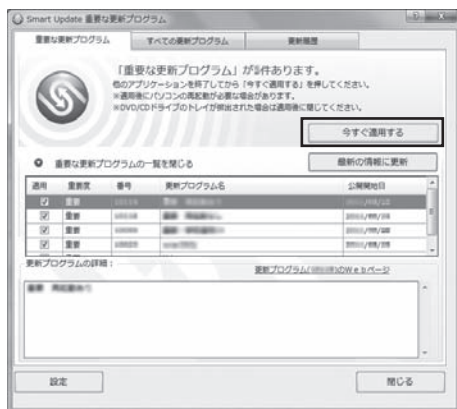 Smart Update 重要な更新プログラム
重要な更新プログラム すべての更新プログラム 更新履歴
「重要な更新プログラム」が 件あります。
他のアプリケーションを終了してから「今すぐ適用する」を押してください。
※適用後にパソコンの再起動が必要な場合があります。
※DVD/CDドライブのトレイが排出された場合は適用後に閉じてください。
今すぐ適用する
重要な更新プログラムの一覧を閉じる 最新の情報に更新
適用 重要度 番号 更新プログラム名 公開開始日
重要
重要
重要
重要
更新プログラムの詳細：
更新プログラム( )のWebページ
設定 閉じる